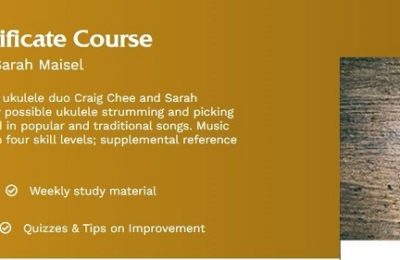 ificate Course
Sarah Maisel
ukulele duo Craig Chee and Sarah
possible ukulele strumming and picking
d in popular and traditional songs. Music
four skill levels; supplemental reference
Weekly study material
Quizzes & Tips on Improvement